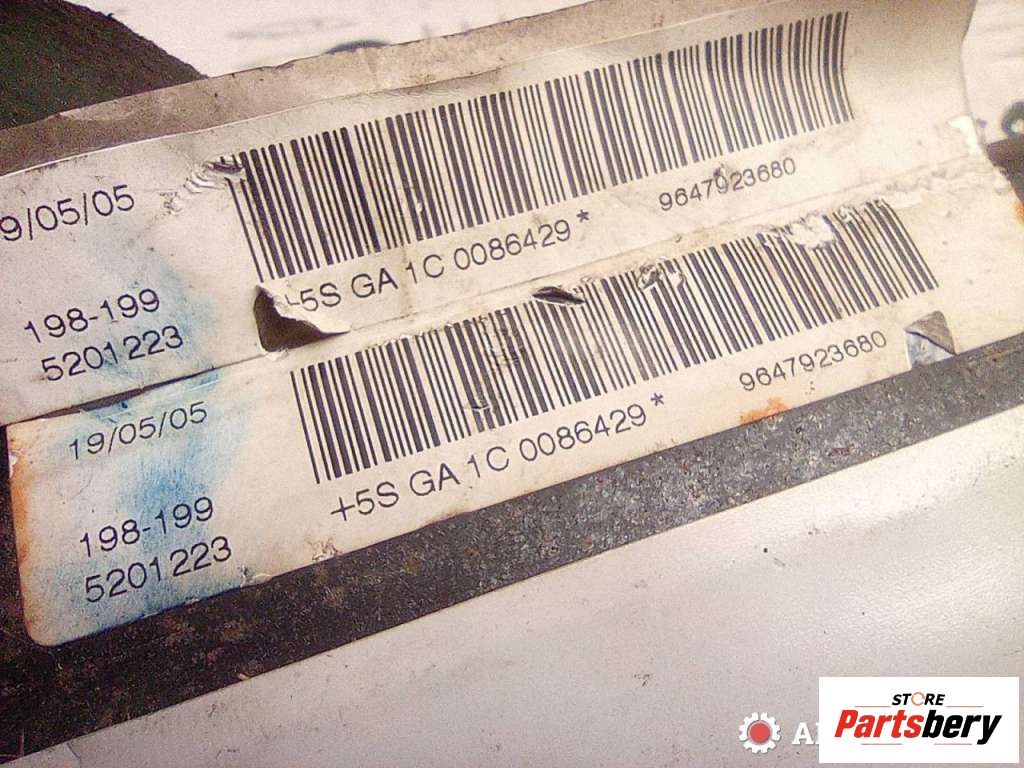 9/05/05
+5S GA 1C 0086429*
9647923680
198-199
5201223
19/05/05
+5S GA 1C 0086429*
9647923680
198-199
5201223
STORE
Partsbery